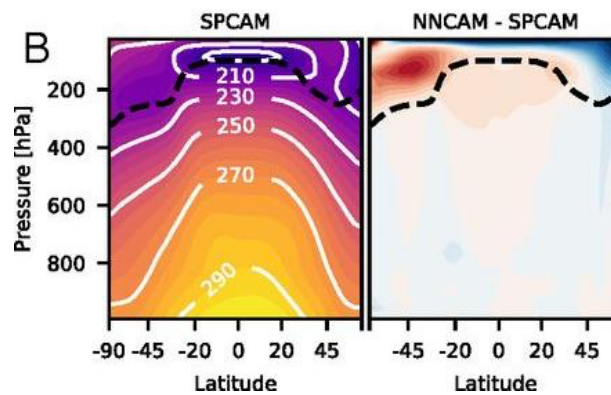 B
SPCAM
NNCAM - SPCAM
Pressure [hPa]
200
400
600
800
210
230
250
270
290
-90 -45 -20 0 20 45
-45 -20 0 20 45
Latitude
Latitude